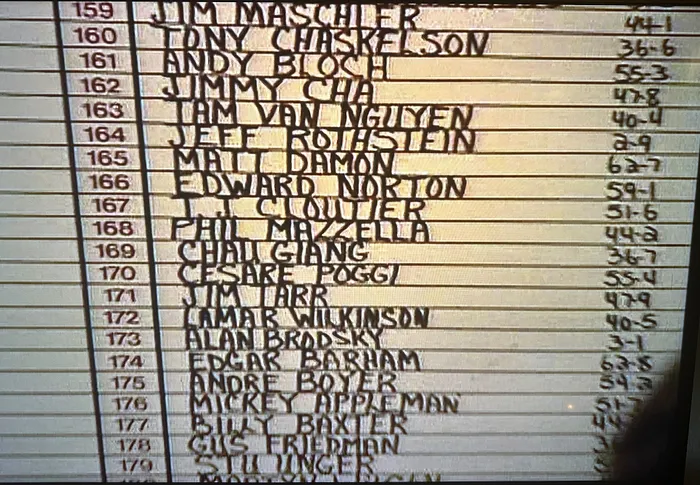 159 JIM MASCHLER
160 TONY CHASKELSON 44-1
161 ANDY BLOCH 36-6
162 JIMMY CHA 55-3
163 TAM VAN NGUYEN 47-8
164 JEFF ROTHSTEIN 40-4
165 MATT DAMON 2-9
166 EDWARD NORTON 62-7
167 T J CLOUTIER 59-1
168 PHIL MAZZELLA 51-6
169 CHAU GIANG 44-2
170 CESARE POGGI 36-7
171 JIM TARR 55-4
172 LAMAR WILKINSON 47-9
173 ALAN BRODSKY 40-5
174 EDGAR BARHAM 3-1
175 ANDRE BOYER 62-8
176 MICKEY APPLEMAN 59-2
177 BILLY BAXTER
178 GUS FRIEDMAN
179 STU UNGER